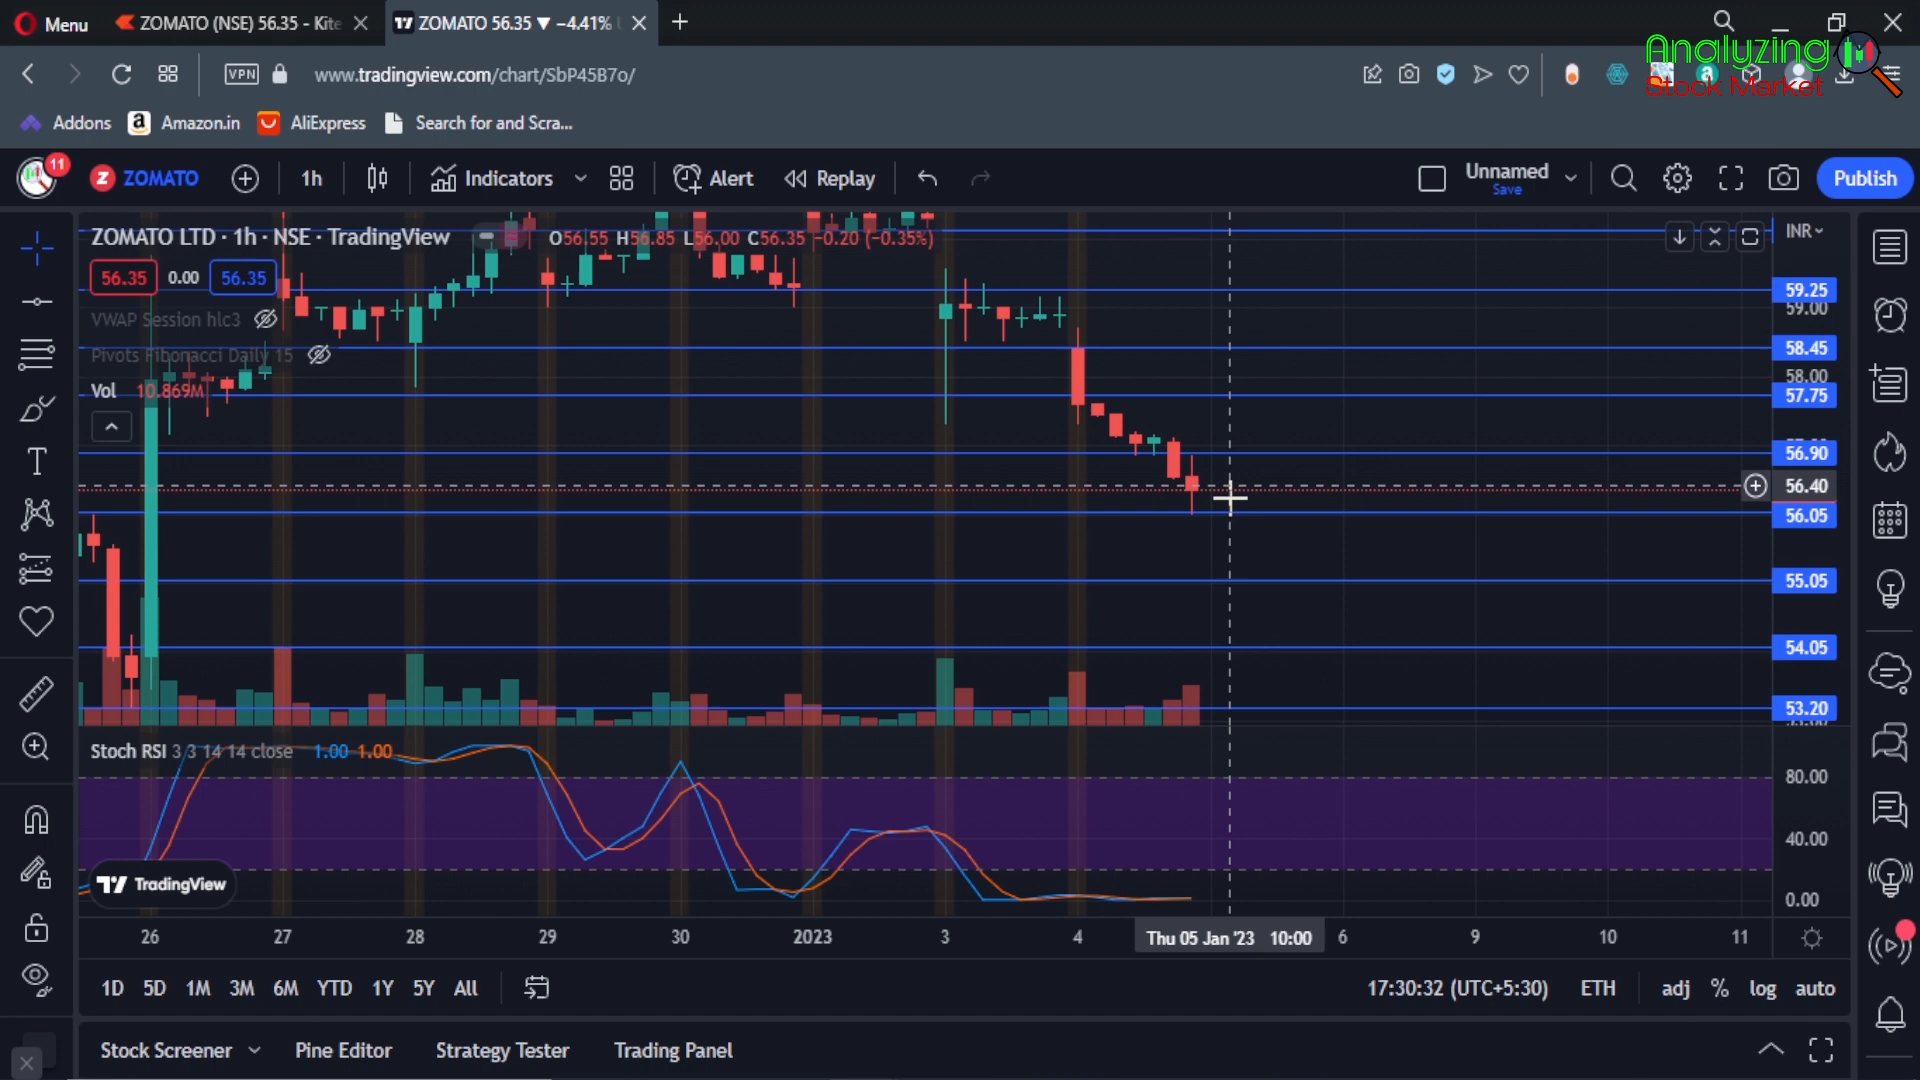 Menu
ZOMATO (NSE) 56.35 - Kite
ZOMATO 56.35 ▼ −4.41%
Analyzing
Stock Market
VPN
www.tradingview.com/chart/SbP45B7o/
Addons
Amazon.in
AliExpress
Search for and Scra...
11
ZOMATO
1h
Indicators
Alert
Replay
Unnamed
Save
Publish
ZOMATO LTD · 1h · NSE · TradingView
O56.55 H56.85 L56.00 C56.35 −0.20 (−0.35%)
INR
56.35
0.00
56.35
VWAP Session hlc3
Pivots Fibonacci Daily 15
Vol 10.869M
59.25
59.00
58.45
58.00
57.75
56.90
56.40
56.05
55.05
54.05
53.20
Stoch RSI 3 3 14 14 close 1.00 1.00
80.00
40.00
0.00
TradingView
26
27
28
29
30
2023
3
4
Thu 05 Jan '23 10:00
6
9
10
11
1D
5D
1M
3M
6M
YTD
1Y
5Y
All
17:30:32 (UTC+5:30)
ETH
adj
%
log
auto
Stock Screener
Pine Editor
Strategy Tester
Trading Panel